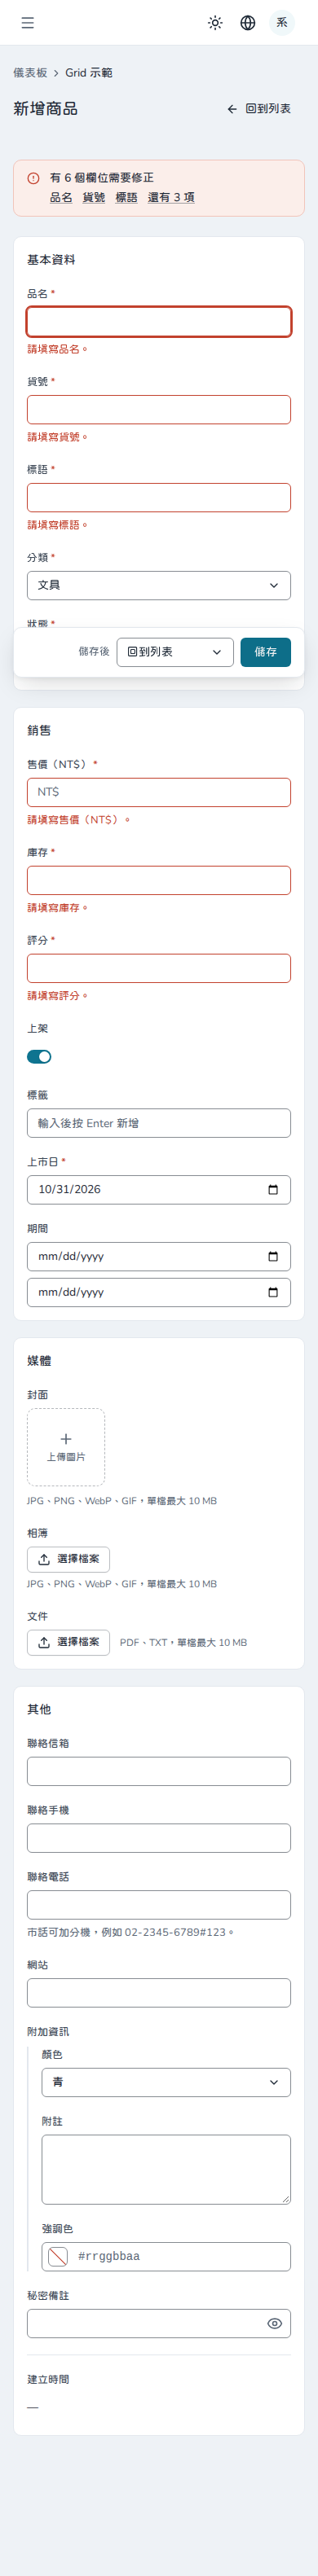 系
儀表板 > Grid 示範
新增商品
回到列表
有 6 個欄位需要修正
品名 貨號 標語 還有 3 項
基本資料
品名 *
請填寫品名。
貨號 *
請填寫貨號。
標語 *
請填寫標語。
分類 *
文具
狀態 *
儲存後 回到列表 儲存
銷售
售價（NT$） *
NT$
請填寫售價（NT$）。
庫存 *
請填寫庫存。
評分 *
請填寫評分。
上架
標籤
輸入後按 Enter 新增
上市日 *
10/31/2026
期間
mm/dd/yyyy
mm/dd/yyyy
媒體
封面
上傳圖片
JPG、PNG、WebP、GIF，單檔最大 10 MB
相簿
選擇檔案
JPG、PNG、WebP、GIF，單檔最大 10 MB
文件
選擇檔案 PDF、TXT，單檔最大 10 MB
其他
聯絡信箱
聯絡手機
聯絡電話
市話可加分機，例如 02-2345-6789#123。
網站
附加資訊
顏色
青
附註
強調色
#rrggbbaa
秘密備註
建立時間
—